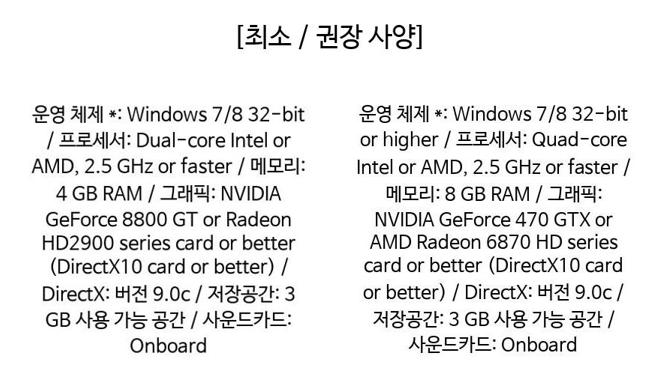 [최소 / 권장 사양]
운영 체제 *: Windows 7/8 32-bit
/ 프로세서: Dual-core Intel or
AMD, 2.5 GHz or faster / 메모리:
4 GB RAM / 그래픽: NVIDIA
GeForce 8800 GT or Radeon
HD2900 series card or better
(DirectX10 card or better) /
DirectX: 버전 9.0c / 저장공간: 3
GB 사용 가능 공간 / 사운드카드:
Onboard
운영 체제 *: Windows 7/8 32-bit
or higher / 프로세서: Quad-core
Intel or AMD, 2.5 GHz or faster /
메모리: 8 GB RAM / 그래픽:
NVIDIA GeForce 470 GTX or
AMD Radeon 6870 HD series
card or better (DirectX10 card
or better) / DirectX: 버전 9.0c /
저장공간: 3 GB 사용 가능 공간 /
사운드카드: Onboard